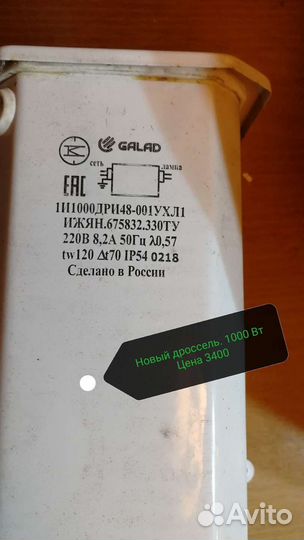 GALAD
сеть
лампа
EAC
1И1000ДРИ48-001УХЛ1
ИЖЯН.675832.330ТУ
220В 8,2А 50Гц λ0,57
tw120 Δt70 IP54 0218
Сделано в России
Новый дроссель. 1000 Вт
Цена 3400
Avito